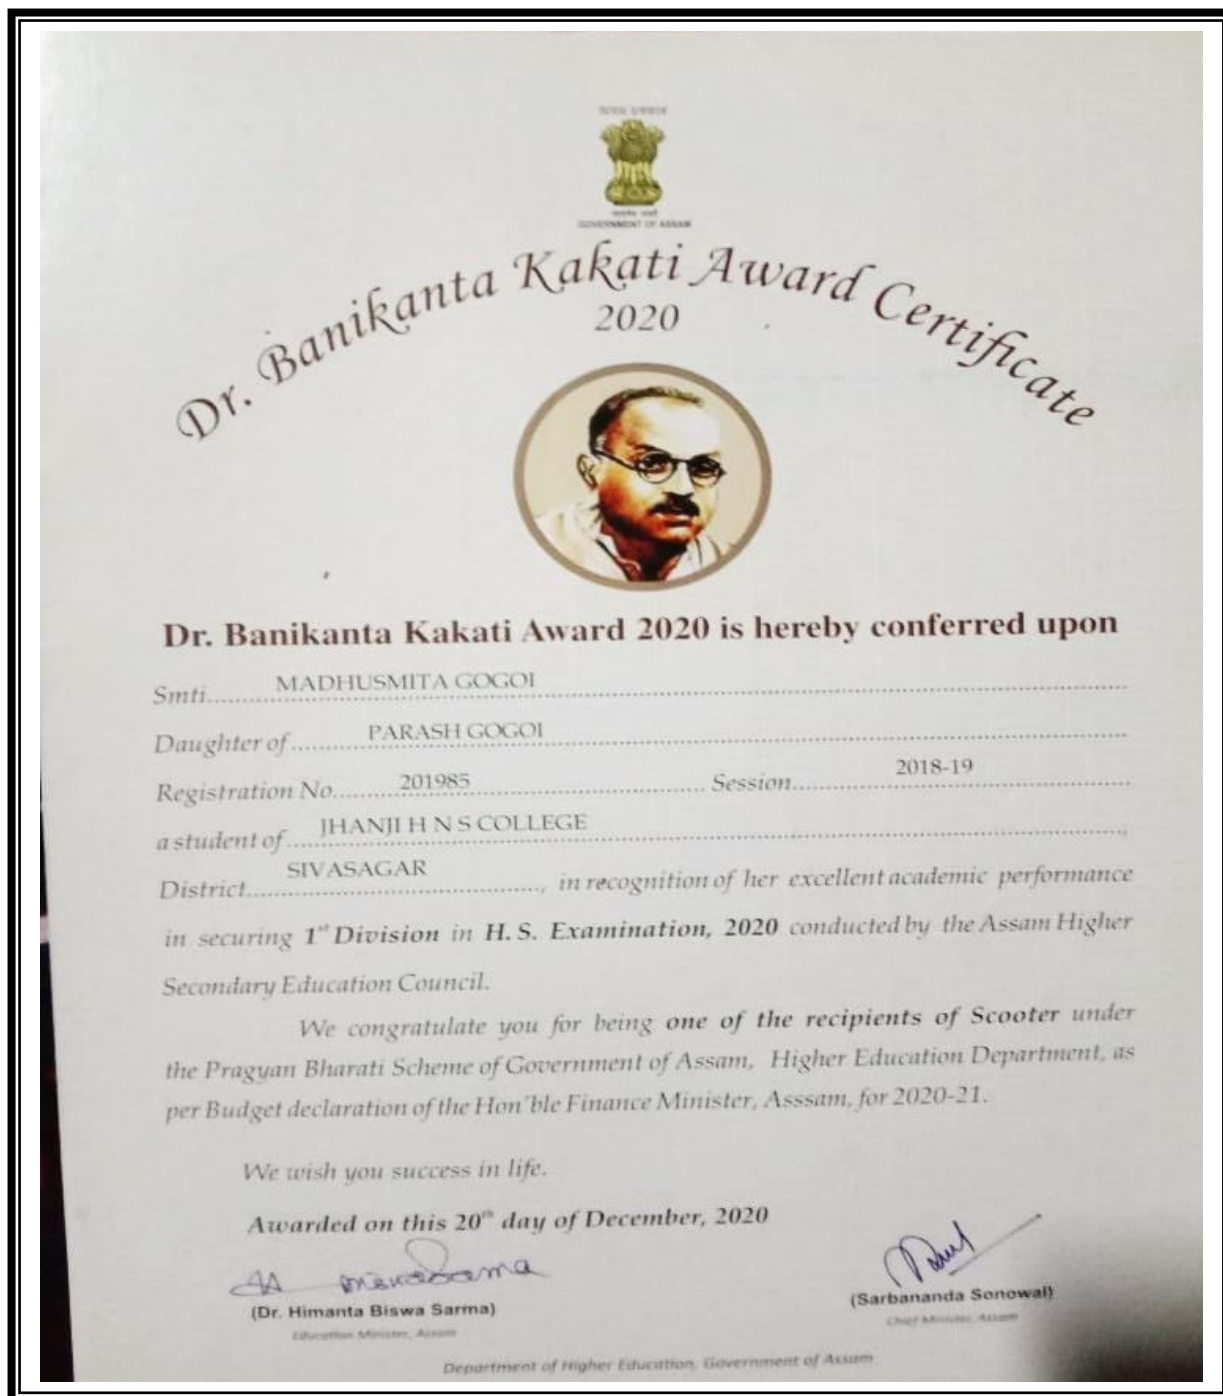 GOVERNMENT OF ASSAM
Dr. Banikanta Kakati Award Certificate
2020
Dr. Banikanta Kakati Award 2020 is hereby conferred upon
Smti..........MADHUSMITA GOGOI
Daughter of..........PARASH GOGOI
Registration No..........201985..........Session..........2018-19
a student of..........JHANJI H N S COLLEGE
District..........SIVASAGAR.........., in recognition of her excellent academic performance
in securing 1st Division in H. S. Examination, 2020 conducted by the Assam Higher
Secondary Education Council.
We congratulate you for being one of the recipients of Scooter under
the Pragyan Bharati Scheme of Government of Assam, Higher Education Department, as
per Budget declaration of the Hon'ble Finance Minister, Asssam, for 2020-21.
We wish you success in life.
Awarded on this 20th day of December, 2020
(Dr. Himanta Biswa Sarma)
Education Minister, Assam
(Sarbananda Sonowal)
Chief Minister, Assam
Department of Higher Education, Government of Assam